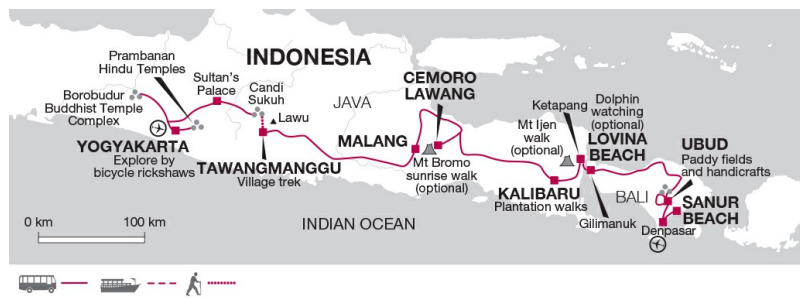 INDONESIA
JAVA
BALI
INDIAN OCEAN
Prambanan
Hindu Temples
Borobudur
Buddhist Temple
Complex
YOGYAKARTA
Explore by
bicycle rickshaws
Sultan's
Palace
Candi
Sukuh
Lawu
TAWANGMANGGU
Village trek
MALANG
CEMORO
LAWANG
Mt Bromo
sunrise walk
(optional)
Ketapang
Mt Ijen
walk
(optional)
KALIBARU
Plantation walks
Dolphin
watching
(optional)
LOVINA
BEACH
Gilimanuk
UBUD
Paddy fields
and handicrafts
SANUR
BEACH
Denpasar
0 km
100 km